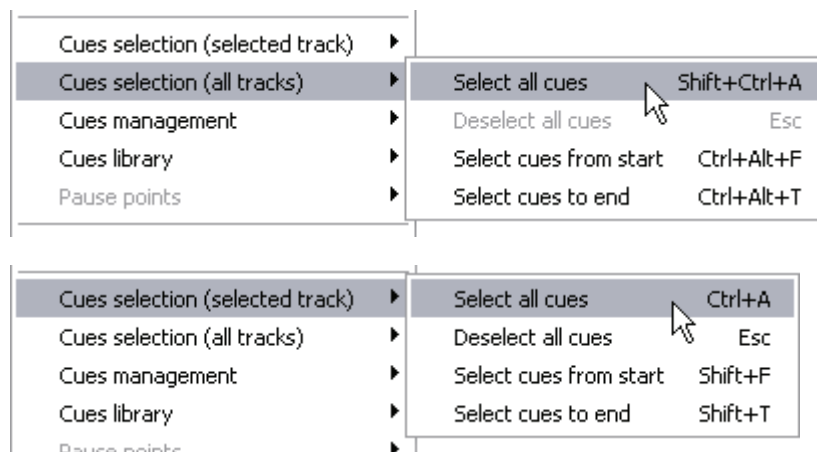 Cues selection (selected track)
Cues selection (all tracks)
Select all cues Shift+Ctrl+A
Cues management
Deselect all cues Esc
Cues library
Select cues from start Ctrl+Alt+F
Pause points
Select cues to end Ctrl+Alt+T
Cues selection (selected track)
Select all cues Ctrl+A
Cues selection (all tracks)
Deselect all cues Esc
Cues management
Select cues from start Shift+F
Cues library
Select cues to end Shift+T
Pause points